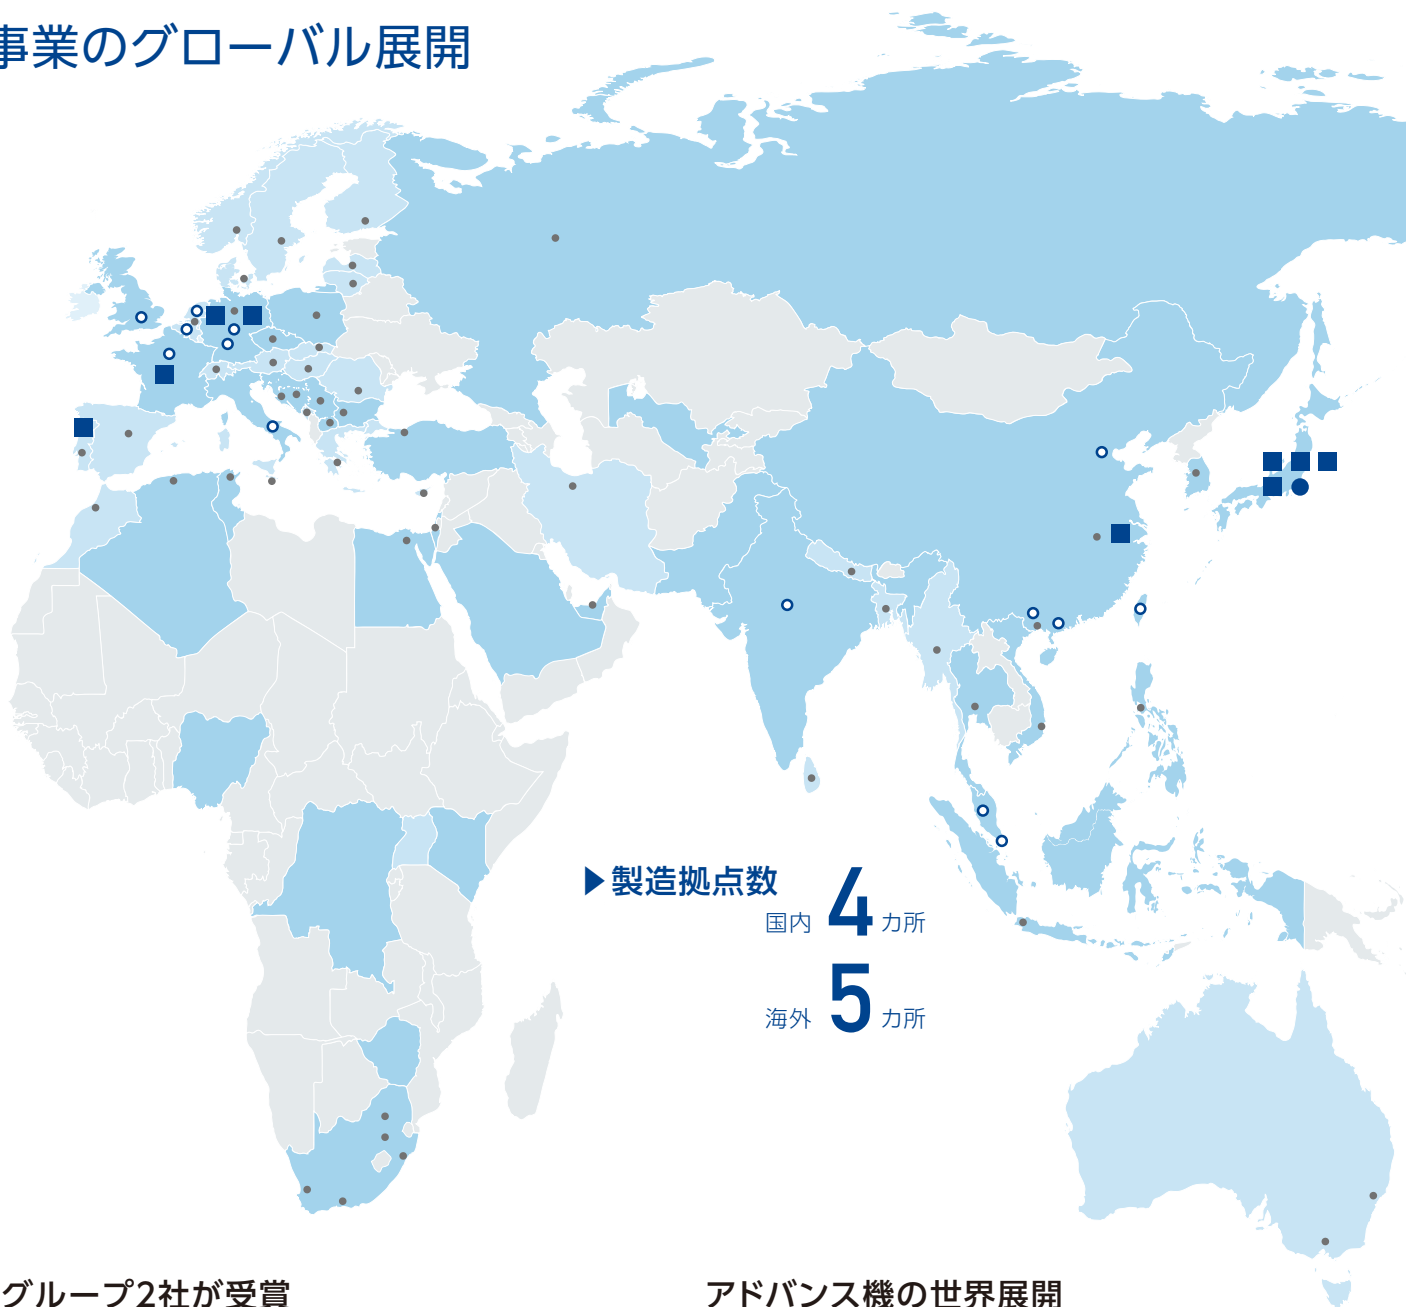 事業のグローバル展開
▶製造拠点数
国内 4 カ所
海外 5 カ所
グループ2社が受賞
アドバンス機の世界展開